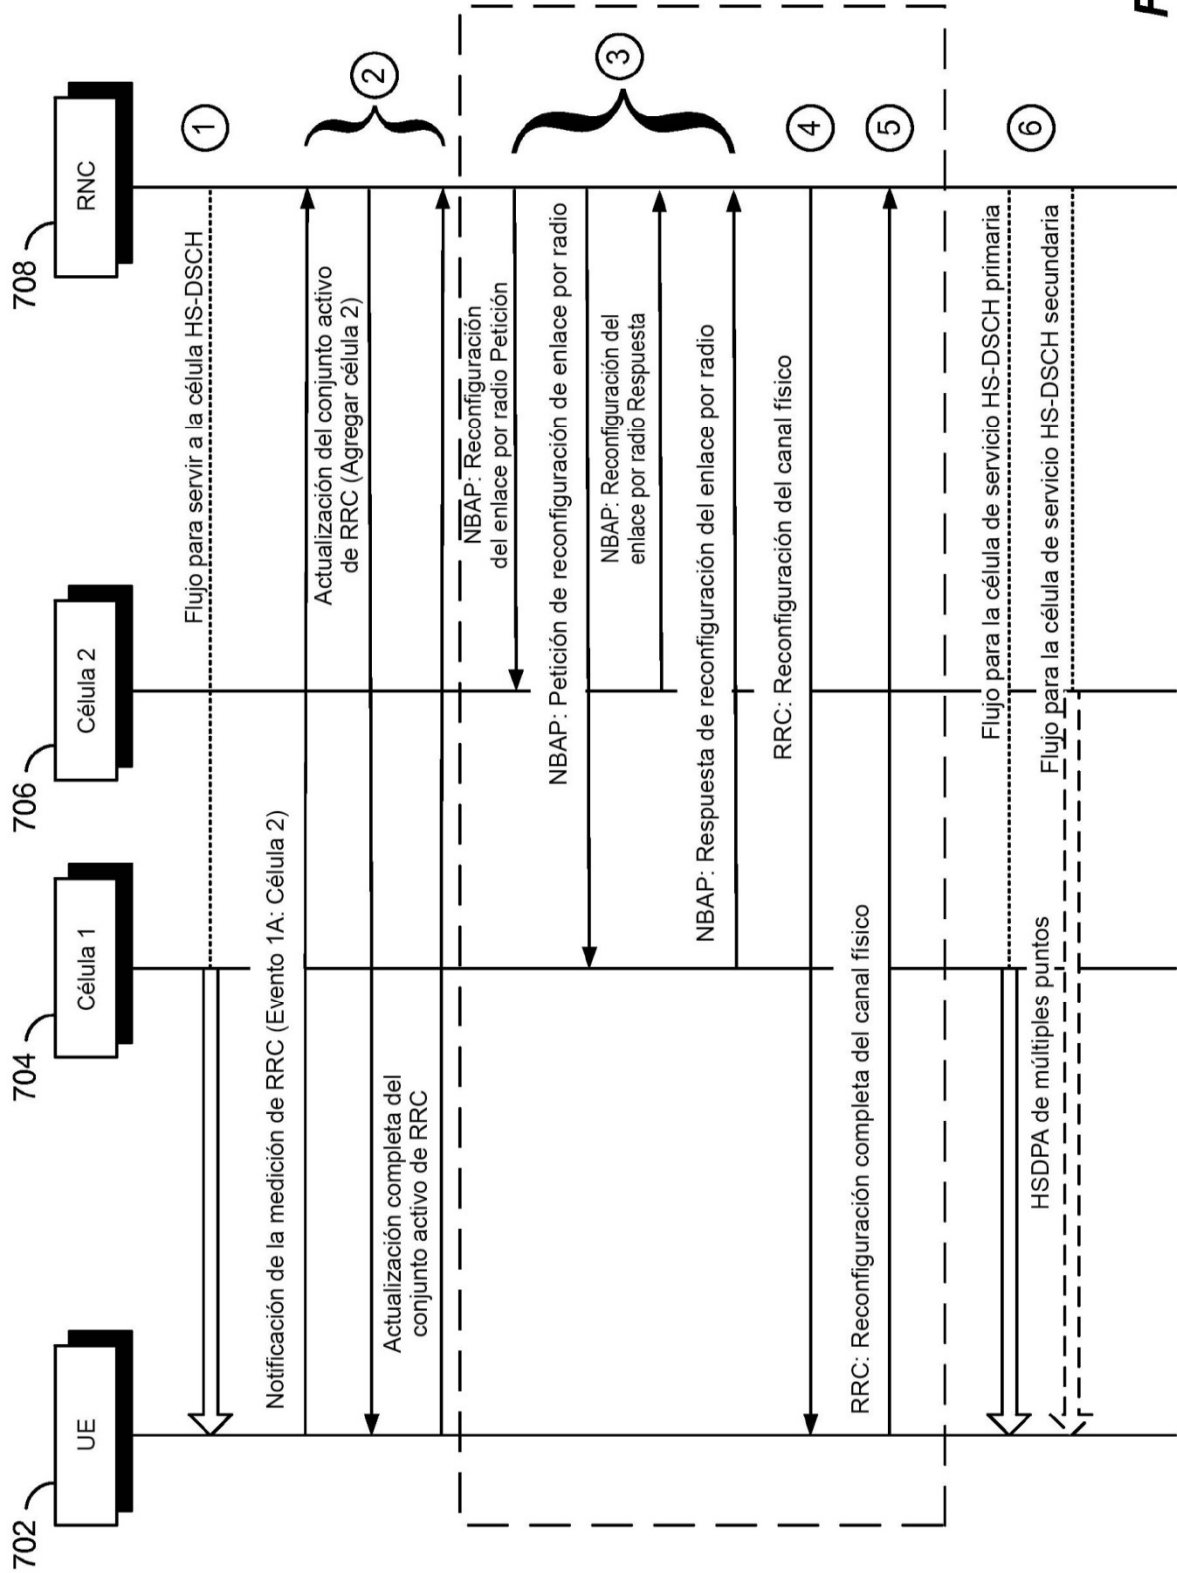 702
UE
704
Célula 1
706
Célula 2
708
RNC
Flujo para servir a la célula HS-DSCH
1
Notificación de la medición de RRC (Evento 1A: Célula 2)
Actualización del conjunto activo
de RRC (Agregar célula 2)
2
Actualización completa del
conjunto activo de RRC
NBAP: Reconfiguración
del enlace por radio Petición
NBAP: Petición de reconfiguración de enlace por radio
3
NBAP: Reconfiguración del
enlace por radio Respuesta
NBAP: Respuesta de reconfiguración del enlace por radio
RRC: Reconfiguración del canal físico
4
RRC: Reconfiguración completa del canal físico
5
Flujo para la célula de servicio HS-DSCH primaria
6
HSDPA de múltiples puntos
Flujo para la célula de servicio HS-DSCH secundaria